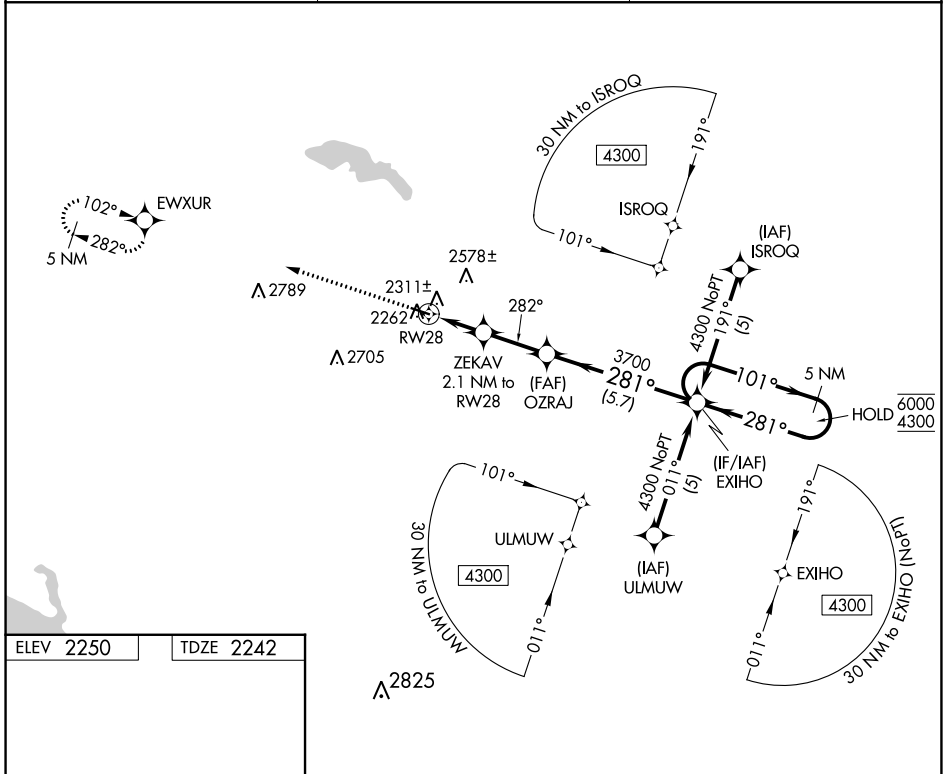 30 NM to ISROQ
4300
191°
ISROQ
101°
102°
EWXUR
282°
5 NM
(IAF)
ISROQ
2578±
2789
2311±
2262
RW28
282°
4300 NoPT
191°
(5)
2705
ZEKAV
2.1 NM to
RW28
(FAF)
OZRAJ
3700
281°
(5.7)
101°
5 NM
281°
HOLD
6000
4300
(IF/IAF)
EXIHO
4300 NoPT
011°
(5)
(IAF)
ULMUW
101°
ULMUW
4300
30 NM to ULMUW
011°
191°
EXIHO
4300
011°
30 NM to EXIHO (NoPT)
ELEV 2250
TDZE 2242
2825